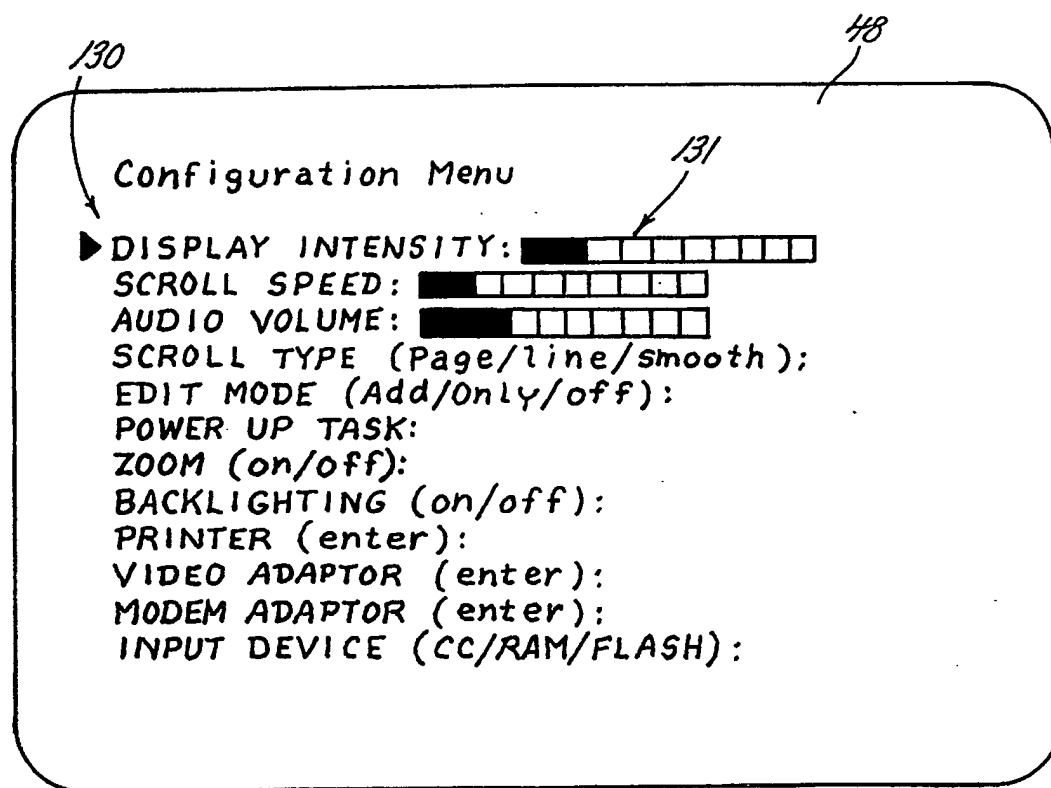 130
48
Configuration Menu
131
DISPLAY INTENSITY:
SCROLL SPEED:
AUDIO VOLUME:
SCROLL TYPE (Page/line/smooth);
EDIT MODE (Add/Only/off):
POWER UP TASK:
ZOOM (on/off):
BACKLIGHTING (on/off):
PRINTER (enter):
VIDEO ADAPTOR (enter):
MODEM ADAPTOR (enter):
INPUT DEVICE (CC/RAM/FLASH):